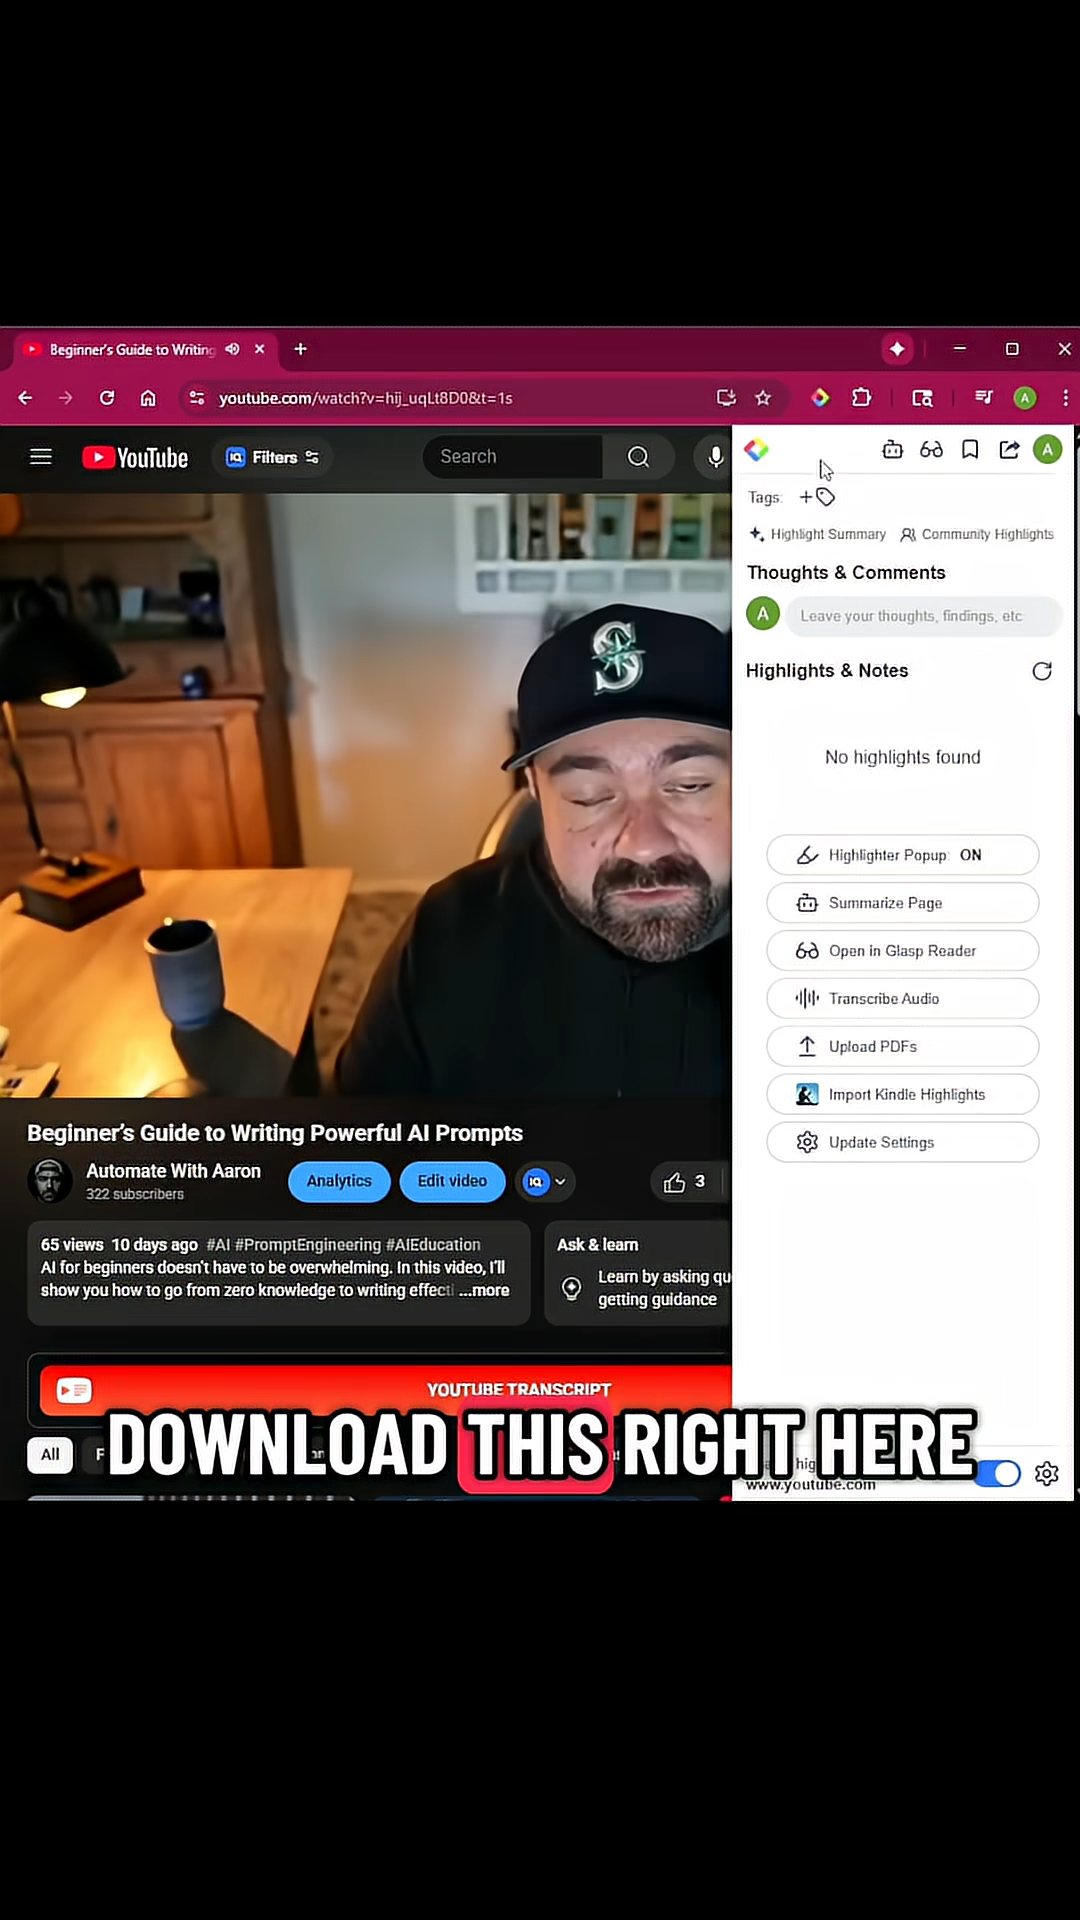 Beginner's Guide to Writing
youtube.com/watch?v=hij_uqLt8D0&t=1s
A
YouTube
IQ Filters
Search
A
Tags: +
Highlight Summary
Community Highlights
Thoughts & Comments
A
Leave your thoughts, findings, etc
Highlights & Notes
No highlights found
S
Highlighter Popup: ON
Summarize Page
Open in Glasp Reader
Transcribe Audio
Upload PDFs
Import Kindle Highlights
Update Settings
Beginner's Guide to Writing Powerful AI Prompts
Automate With Aaron
322 subscribers
Analytics
Edit video
IQ
3
65 views 10 days ago #AI #PromptEngineering #AIEducation
AI for beginners doesn't have to be overwhelming. In this video, I'll
show you how to go from zero knowledge to writing effecti ...more
Ask & learn
Learn by asking qu
getting guidance
YOUTUBE TRANSCRIPT
All
DOWNLOAD THIS RIGHT HERE
www.youtube.com